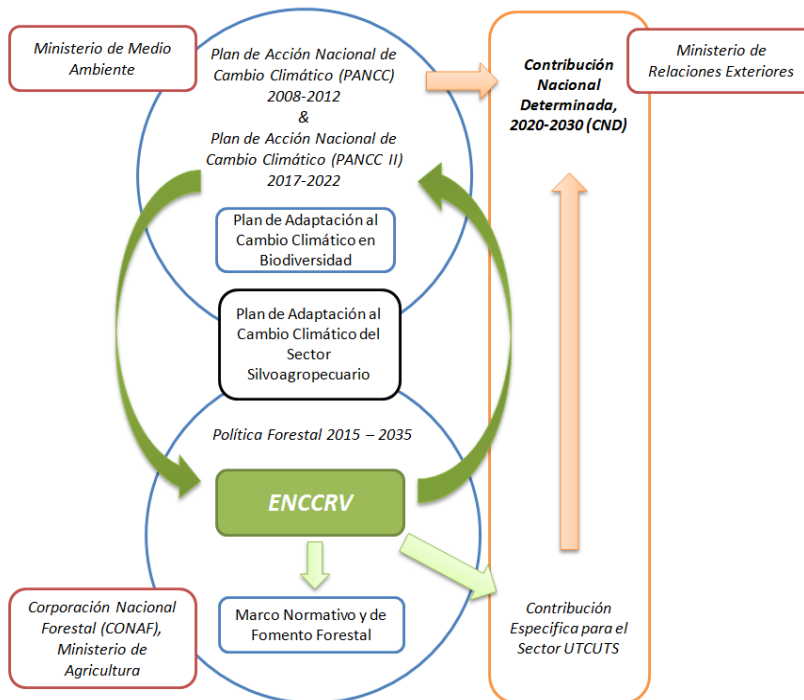 Ministerio de Medio
Ambiente
Plan de Acción Nacional de
Cambio Climático (PANCC)
2008-2012
&
Plan de Acción Nacional de
Cambio Climático (PANCC II)
2017-2022
Contribución
Nacional
Determinada,
2020-2030 (CND)
Ministerio de
Relaciones Exteriores
Plan de Adaptación al
Cambio Climático en
Biodiversidad
Plan de Adaptación al
Cambio Climático del
Sector
Silvoagropecuario
Política Forestal 2015 – 2035
ENCCRV
Marco Normativo y de
Fomento Forestal
Corporación Nacional
Forestal (CONAF),
Ministerio de
Agricultura
Contribución
Especifica para el
Sector UTCUTS